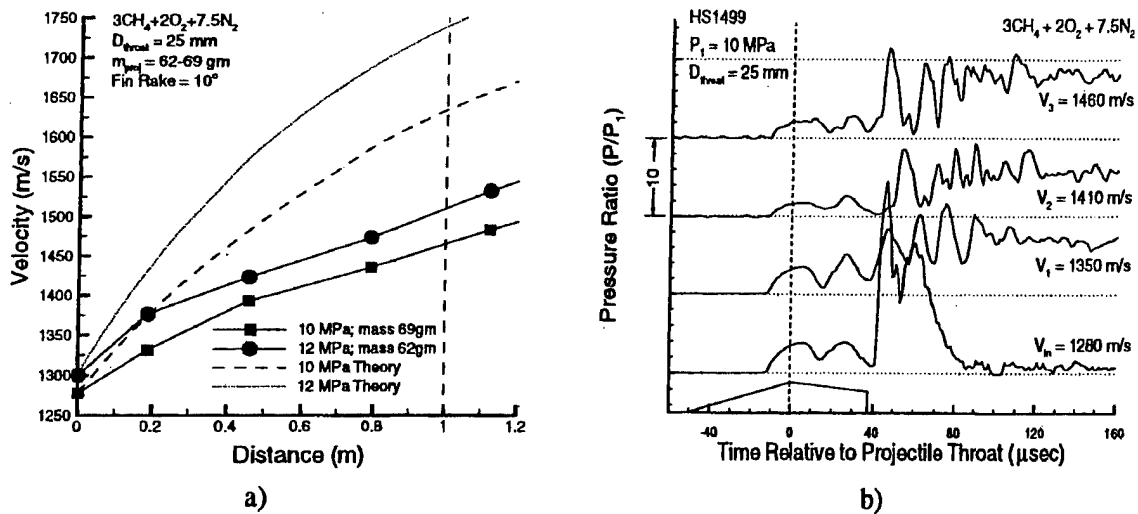 3CH4+2O2+7.5N2
Dthroat = 25 mm
mproj = 62-69 gm
Fin Rake = 10°
1750
1700
1650
1600
1550
1500
1450
1400
1350
1300
1250
Velocity (m/s)
10 MPa; mass 69gm
12 MPa; mass 62gm
10 MPa Theory
12 MPa Theory
0 0.2 0.4 0.6 0.8 1.0 1.2
Distance (m)
a)
HS1499
P1 = 10 MPa
Dthroat = 25 mm
3CH4+2O2+7.5N2
V3 = 1460 m/s
V2 = 1410 m/s
V1 = 1350 m/s
Vin = 1280 m/s
10
Pressure Ratio (P/P1)
-40 0 40 80 120 160
Time Relative to Projectile Throat (μsec)
b)